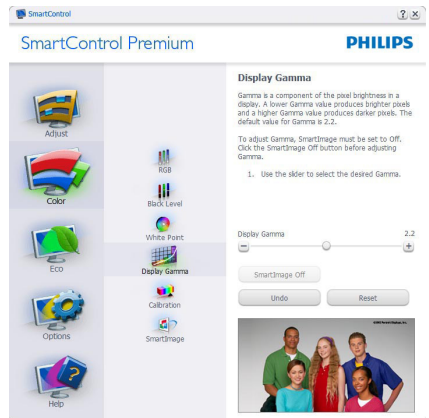 SmartControl
SmartControl Premium
PHILIPS
Adjust
Color
Eco
Options
Help
RGB
Black Level
White Point
Display Gamma
Calibration
SmartImage
Display Gamma
Gamma is a component of the pixel brightness in a
display. A lower Gamma value produces brighter pixels
and a higher Gamma value produces darker pixels. The
default value for Gamma is 2.2.
To adjust Gamma, SmartImage must be set to Off.
Click the SmartImage Off button before adjusting
Gamma.
1. Use the slider to select the desired Gamma.
Display Gamma 2.2
SmartImage Off
Undo Reset